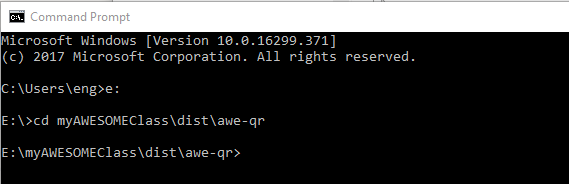 Command Prompt
Microsoft Windows [Version 10.0.16299.371]
(c) 2017 Microsoft Corporation. All rights reserved.
C:\Users\eng>e:
E:\>cd myAWESOMEClass\dist\awe-qr
E:\myAWESOMEClass\dist\awe-qr>